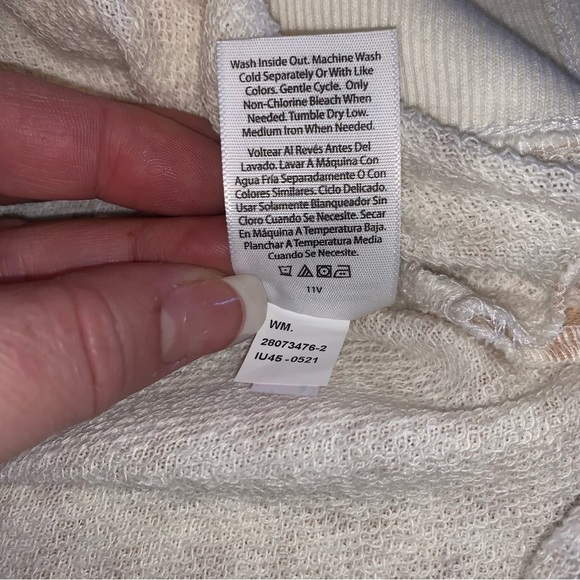 Wash Inside Out. Machine Wash
Cold Separately Or With Like
Colors. Gentle Cycle. Only
Non-Chlorine Bleach When
Needed. Tumble Dry Low.
Medium Iron When Needed.
Voltear Al Revés Antes Del
Lavado. Lavar A Máquina Con
Agua Fría Separadamente O Con
Colores Similares. Ciclo Delicado.
Usar Solamente Blanqueador Sin
Cloro Cuando Se Necesite. Secar
En Máquina A Temperatura Baja.
Planchar A Temperatura Media
Cuando Se Necesite.
11V
WM.
28073476-2
IU45-0521